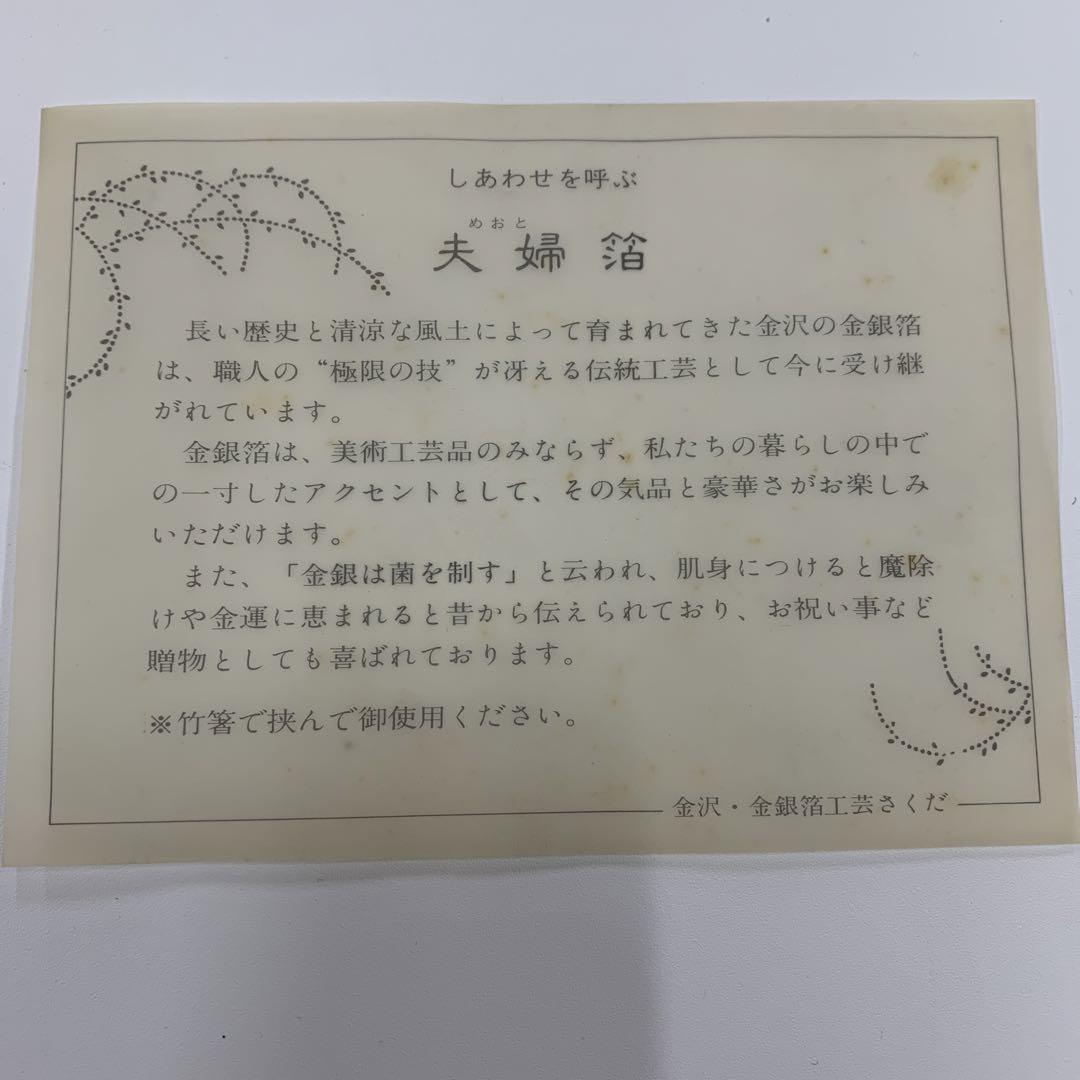 しあわせを呼ぶ
めおと
夫婦箔
長い歴史と清涼な風土によって育まれてきた金沢の金銀箔
は、職人の“極限の技”が冴える伝統工芸として今に受け継
がれています。
金銀箔は、美術工芸品のみならず、私たちの暮らしの中で
の一寸したアクセントとして、その気品と豪華さがお楽しみ
いただけます。
また、「金銀は菌を制す」と云われ、肌身につけると魔除
けや金運に恵まれると昔から伝えられており、お祝い事など
贈物としても喜ばれております。
※竹箸で挟んで御使用ください。
金沢・金銀箔工芸さくだ